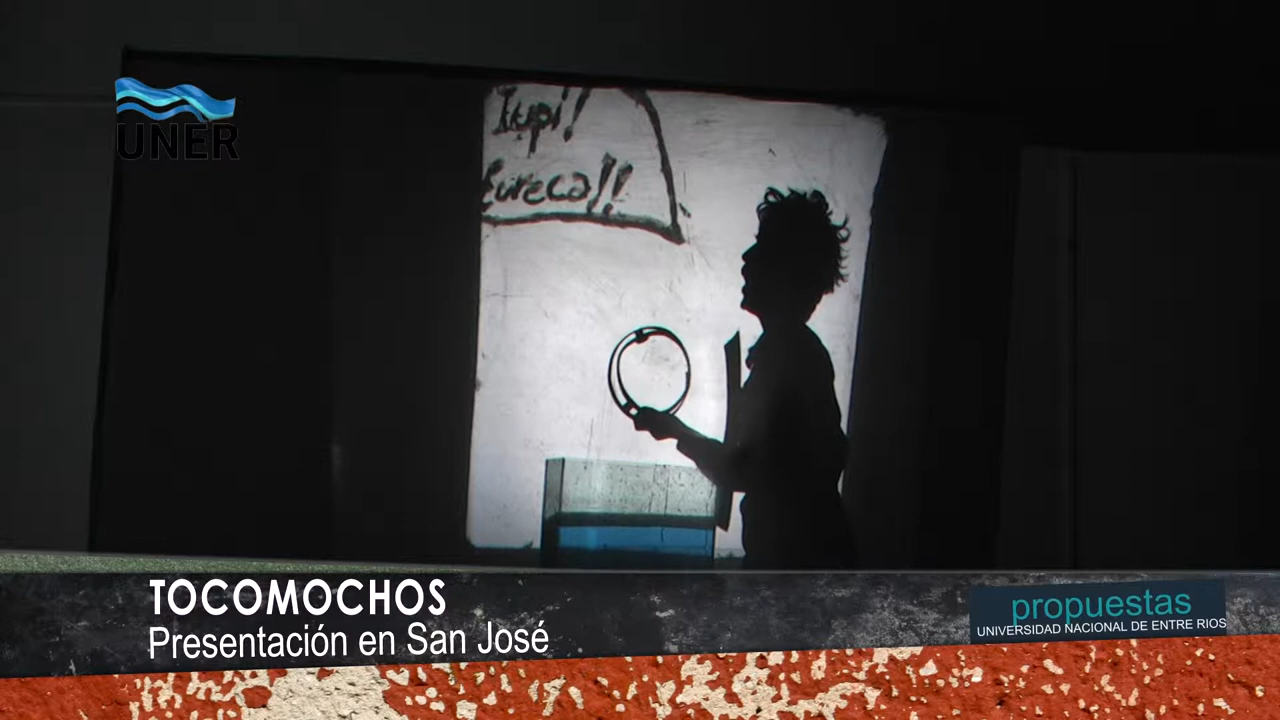 UNER
Iupi!
Eureca!!
TOCOMOCHOS
Presentación en San José
propuestas
UNIVERSIDAD NACIONAL DE ENTRE RIOS